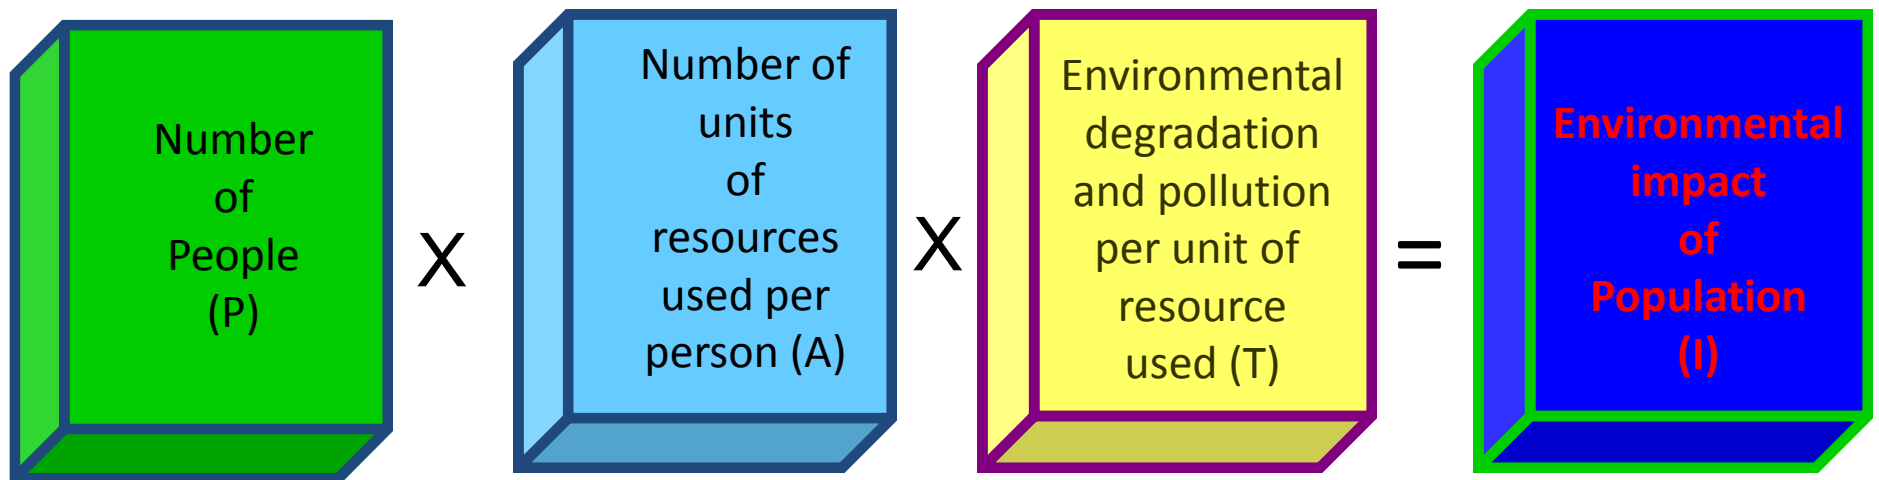 Number
of
People
(P)
X
Number of
units
of
resources
used per
person (A)
X
Environmental
degradation
and pollution
per unit of
resource
used (T)
=
Environmental
impact
of
Population
(I)